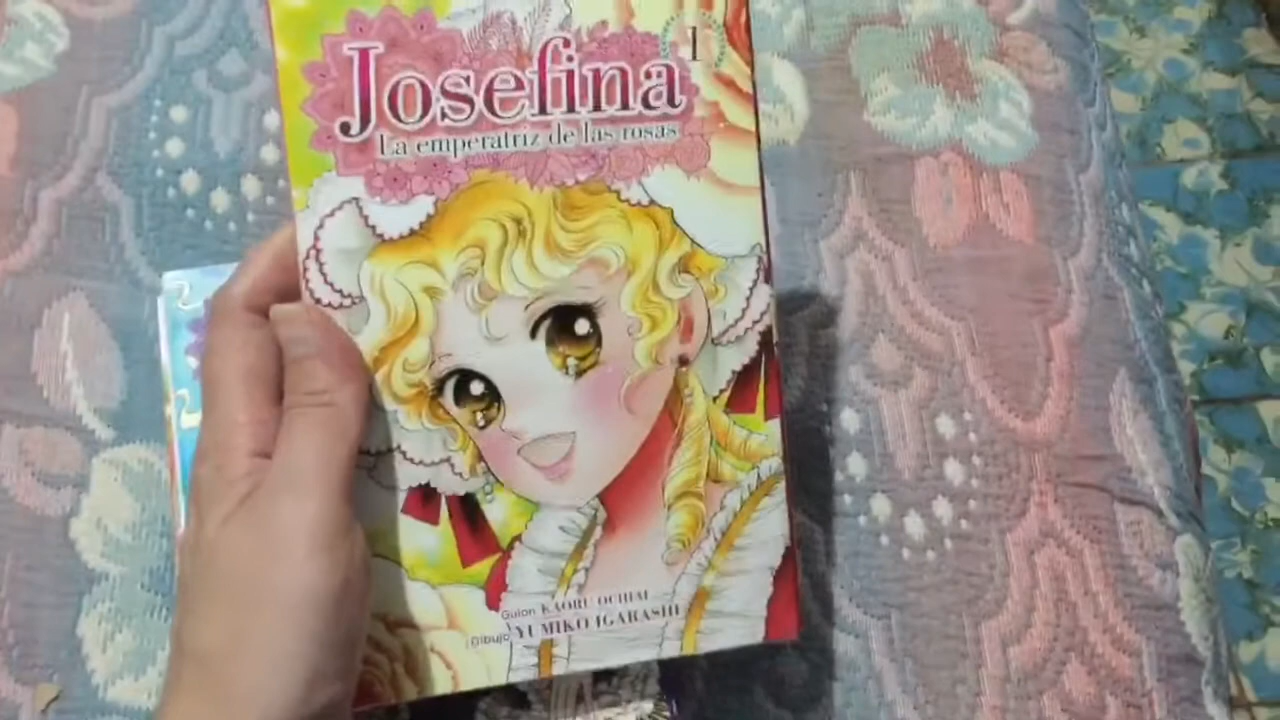 1
Josefina
La emperatriz de las rosas
Guion KAORU OCHIAI
Dibujo YUMIKO IGARASHI